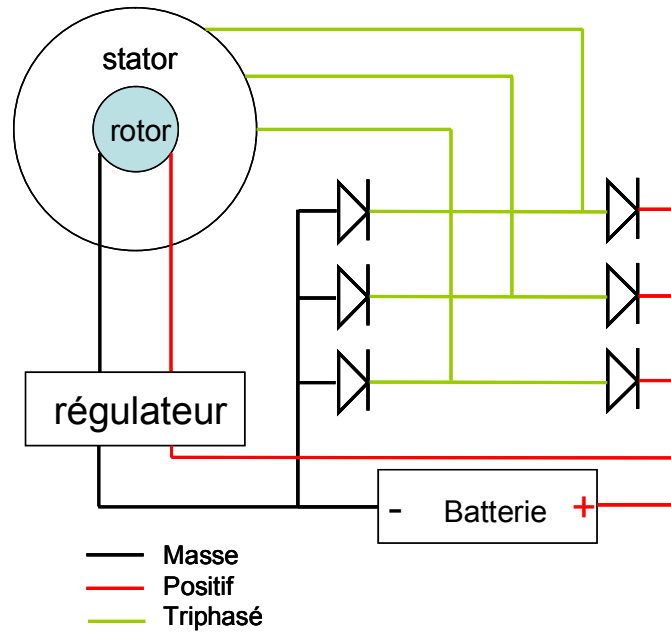 stator
rotor
régulateur
- Batterie +
Masse
Positif
Triphasé